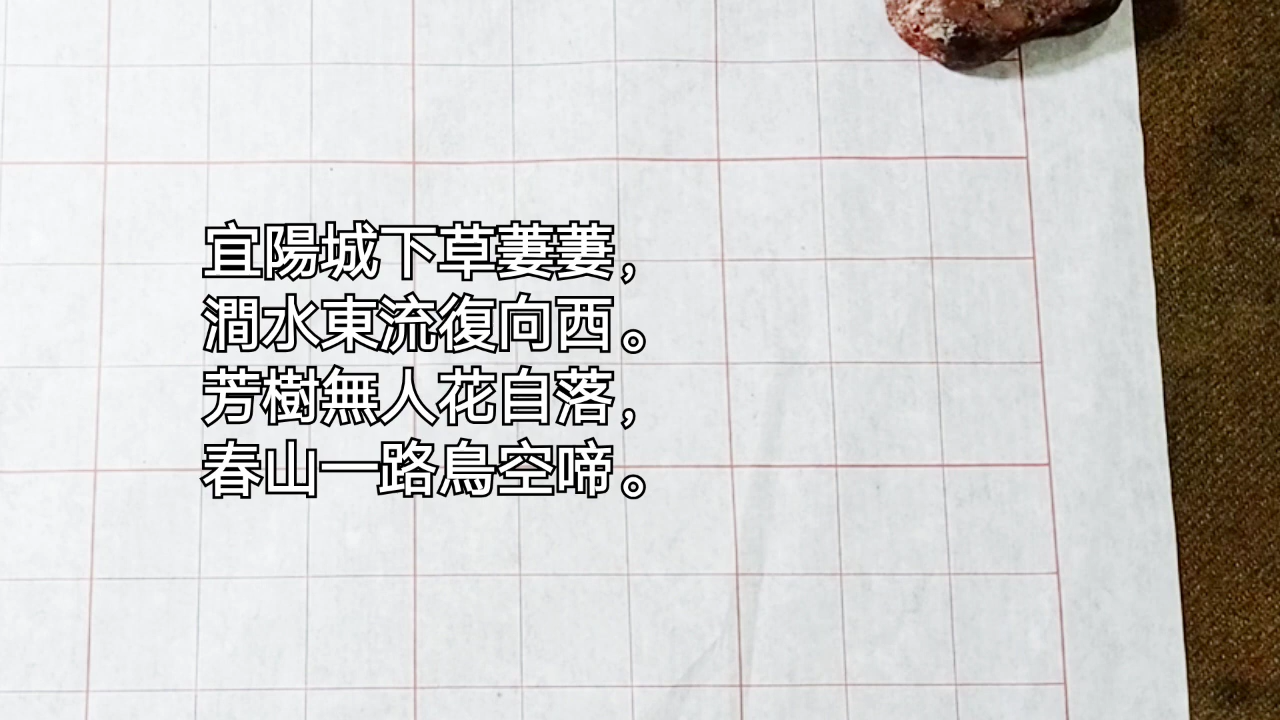 宜陽城下草萋萋，
澗水東流復向西。
芳樹無人花自落，
春山一路鳥空啼。